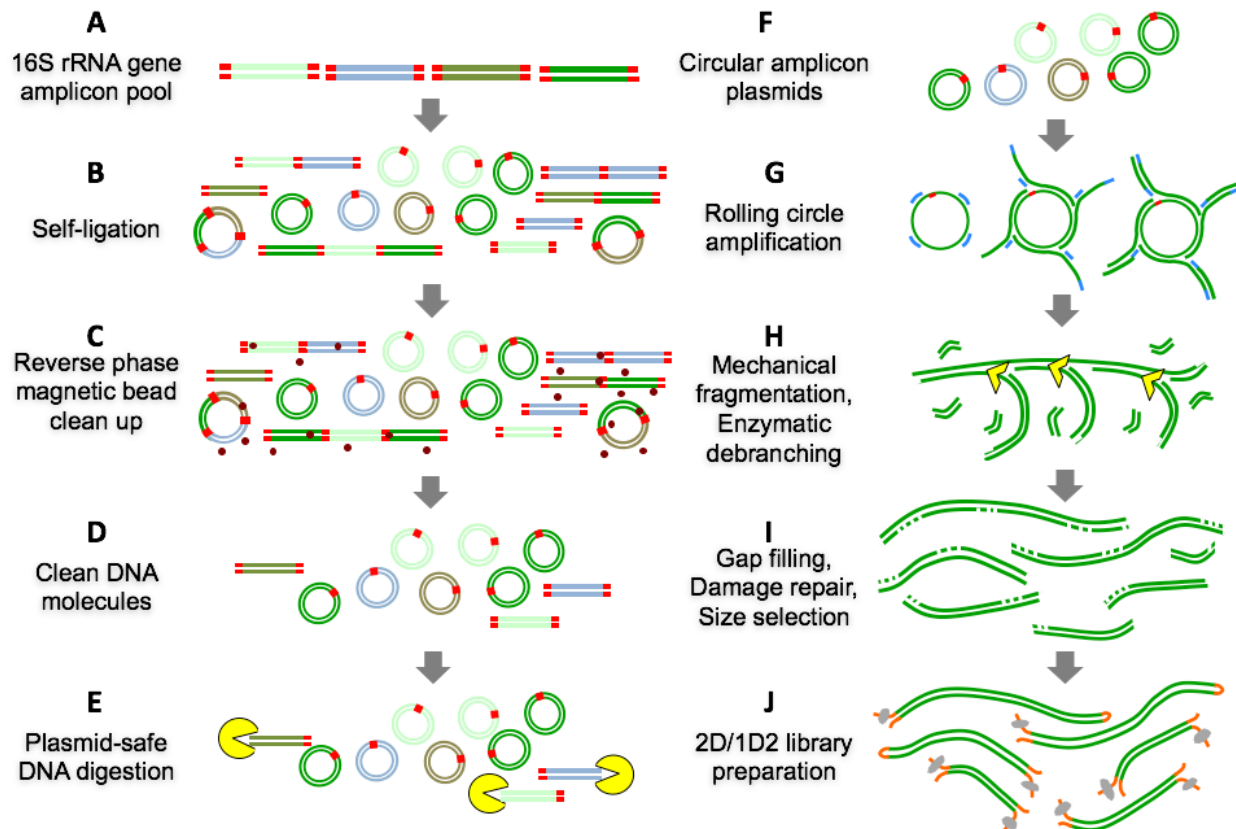 A
16S rRNA gene
amplicon pool
B
Self-ligation
C
Reverse phase
magnetic bead
clean up
D
Clean DNA
molecules
E
Plasmid-safe
DNA digestion
F
Circular amplicon
plasmids
G
Rolling circle
amplification
H
Mechanical
fragmentation,
Enzymatic
debranching
I
Gap filling,
Damage repair,
Size selection
J
2D/1D2 library
preparation